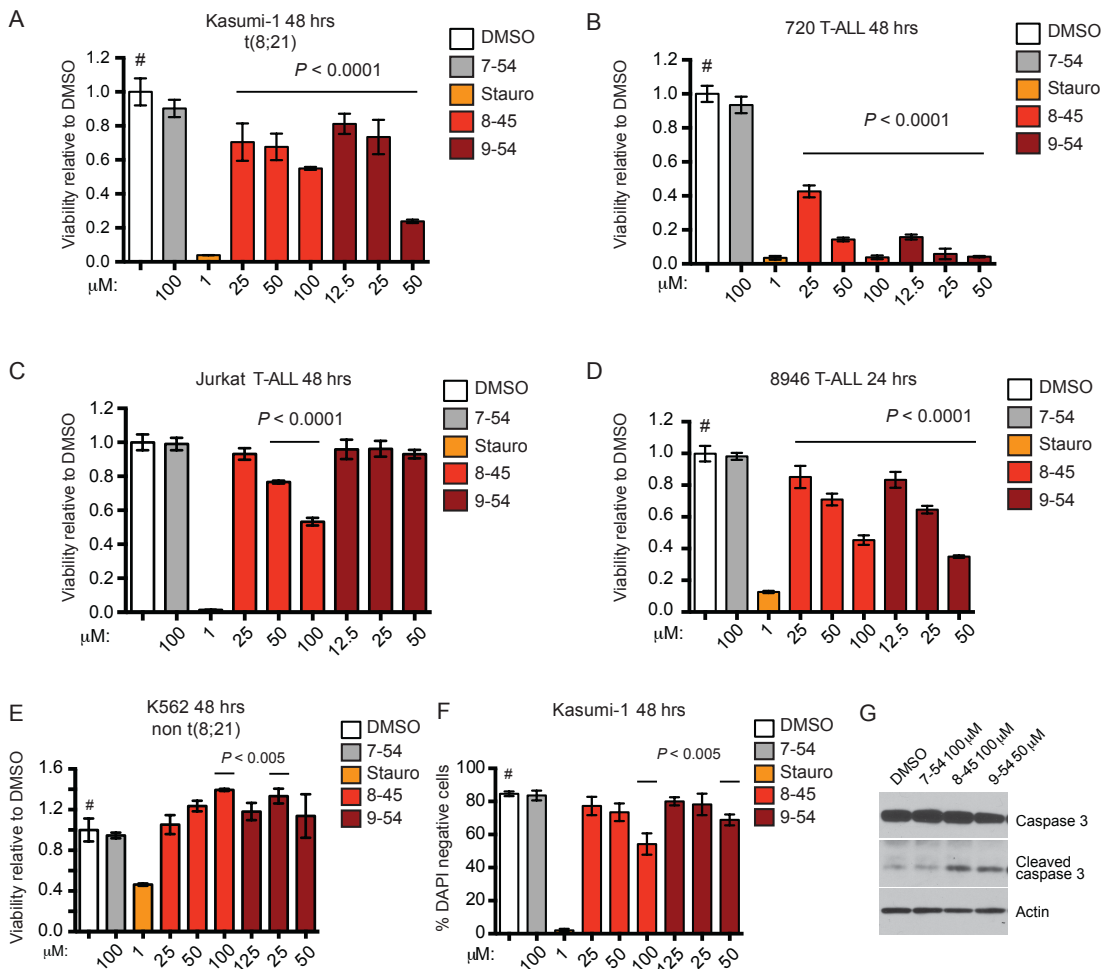 A
Kasumi-1 48 hrs
t(8;21)
#
P < 0.0001
Viability relative to DMSO
1.2
1.0
0.8
0.6
0.4
0.2
0.0
μM:
100
1
25
50
100
12.5
25
50
DMSO
7-54
Stauro
8-45
9-54
B
720 T-ALL 48 hrs
#
P < 0.0001
Viability relative to DMSO
1.2
1.0
0.8
0.6
0.4
0.2
0.0
μM:
100
1
25
50
100
12.5
25
50
DMSO
7-54
Stauro
8-45
9-54
C
Jurkat T-ALL 48 hrs
P < 0.0001
Viability relative to DMSO
1.2
1.0
0.8
0.6
0.4
0.2
0.0
μM:
100
1
25
50
100
12.5
25
50
DMSO
7-54
Stauro
8-45
9-54
D
8946 T-ALL 24 hrs
#
P < 0.0001
Viability relative to DMSO
1.2
1.0
0.8
0.6
0.4
0.2
0.0
μM:
100
1
25
50
100
12.5
25
50
DMSO
7-54
Stauro
8-45
9-54
E
K562 48 hrs
non t(8;21)
#
P < 0.005
Viability relative to DMSO
1.6
1.2
0.8
0.4
0.0
μM:
100
1
25
50
100
125
25
50
DMSO
7-54
Stauro
8-45
9-54
F
Kasumi-1 48 hrs
#
P < 0.005
% DAPI negative cells
100
80
60
40
20
0
μM:
100
1
25
50
100
125
25
50
DMSO
7-54
Stauro
8-45
9-54
G
DMSO
7-54 100 μM
8-45 100 μM
9-54 50 μM
Caspase 3
Cleaved
caspase 3
Actin